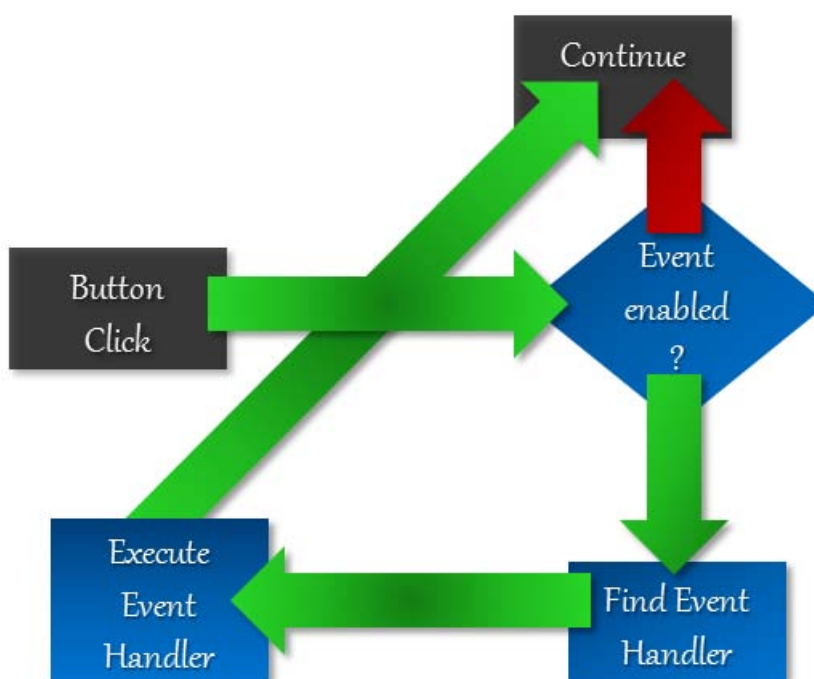 Continue
Button
Click
Event
enabled
?
Execute
Event
Handler
Find Event
Handler